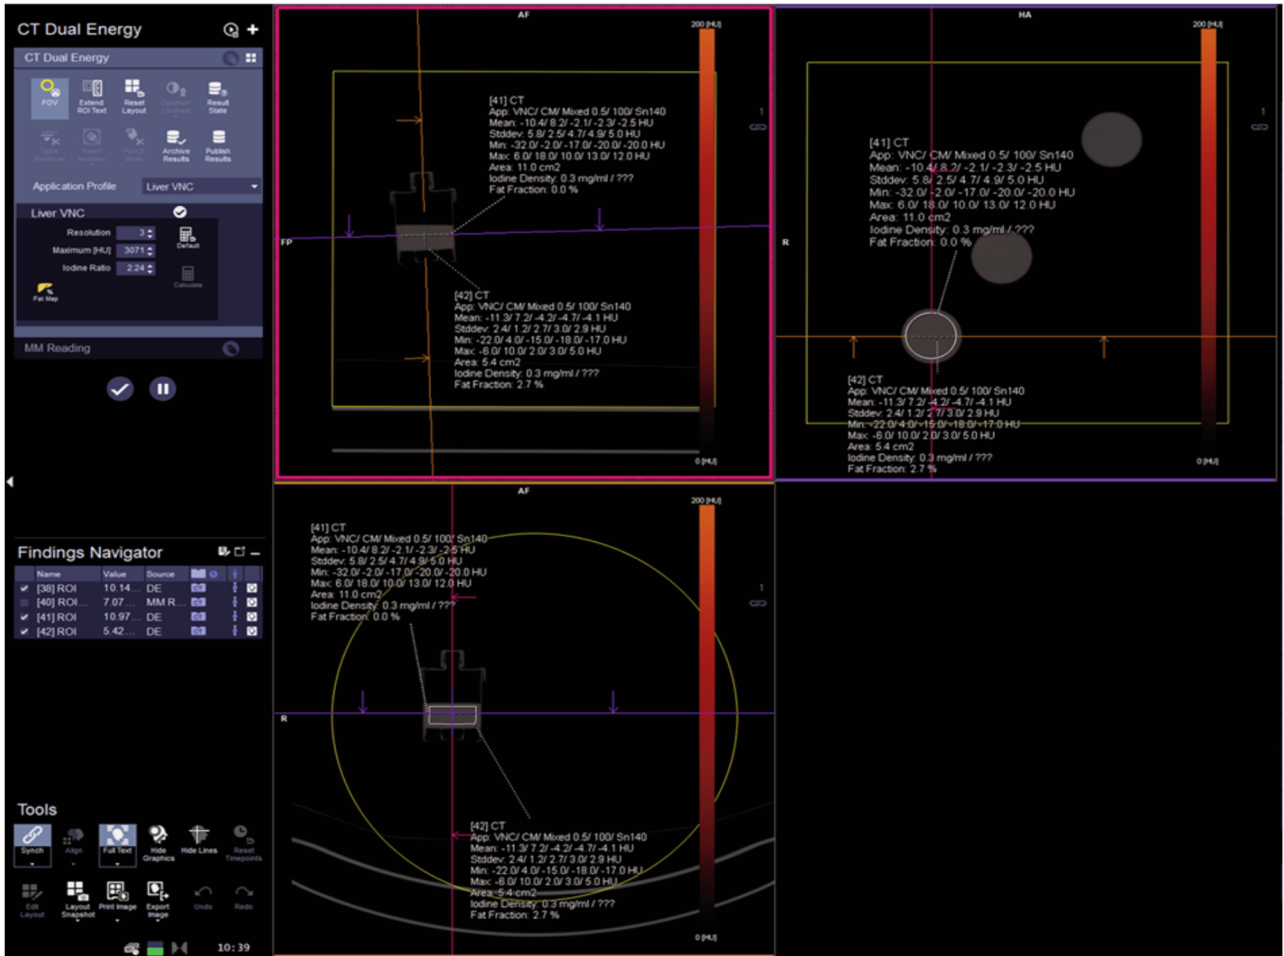 CT Dual Energy
CT Dual Energy
FOV
Extend ROI Text
Reset Layout
Optimum Contrast
Result State
Table Removal
Archive Results
Publish Results
Application Profile Liver VNC
Liver VNC
Resolution 3
Maximum [HU] 3071
Iodine Ratio 2.24
Default
Calculate
Fat Map
MM Reading
Findings Navigator
Name Value Source
[38] ROI 10.14... DE
[40] ROI... 7.07... MM R...
[41] ROI 10.97... DE
[42] ROI 5.42... DE
Tools
Synch
Align
Full Text
Hide Graphics
Hide Lines
Reset Timepoints
Edit Layout
Layout Snapshot
Print Image
Export Image
Undo
Redo
10:39
AF
200 [HU]
1
FP
[41] CT
App: VNC/ CM/ Mixed 0.5/ 100/ Sn140
Mean: -10.4/ 8.2/ -2.1/ -2.3/ -2.5 HU
Stddev: 5.8/ 2.5/ 4.7/ 4.9/ 5.0 HU
Min: -32.0/ -2.0/ -17.0/ -20.0/ -20.0 HU
Max: 6.0/ 18.0/ 10.0/ 13.0/ 12.0 HU
Area: 11.0 cm2
Iodine Density: 0.3 mg/ml / ???
Fat Fraction: 0.0 %
[42] CT
App: VNC/ CM/ Mixed 0.5/ 100/ Sn140
Mean: -11.3/ 7.2/ -4.2/ -4.7/ -4.1 HU
Stddev: 2.4/ 1.2/ 2.7/ 3.0/ 2.9 HU
Min: -22.0/ 4.0/ -15.0/ -18.0/ -17.0 HU
Max: -6.0/ 10.0/ 2.0/ 3.0/ 5.0 HU
Area: 5.4 cm2
Iodine Density: 0.3 mg/ml / ???
Fat Fraction: 2.7 %
0 [HU]
HA
200 [HU]
1
R
[41] CT
App: VNC/ CM/ Mixed 0.5/ 100/ Sn140
Mean: -10.4/ 8.2/ -2.1/ -2.3/ -2.5 HU
Stddev: 5.8/ 2.5/ 4.7/ 4.9/ 5.0 HU
Min: -32.0/ -2.0/ -17.0/ -20.0/ -20.0 HU
Max: 6.0/ 18.0/ 10.0/ 13.0/ 12.0 HU
Area: 11.0 cm2
Iodine Density: 0.3 mg/ml / ???
Fat Fraction: 0.0 %
[42] CT
App: VNC/ CM/ Mixed 0.5/ 100/ Sn140
Mean: -11.3/ 7.2/ -4.2/ -4.7/ -4.1 HU
Stddev: 2.4/ 1.2/ 2.7/ 3.0/ 2.9 HU
Min: -22.0/ 4.0/ -15.0/ -18.0/ -17.0 HU
Max: -6.0/ 10.0/ 2.0/ 3.0/ 5.0 HU
Area: 5.4 cm2
Iodine Density: 0.3 mg/ml / ???
Fat Fraction: 2.7 %
0 [HU]
AF
200 [HU]
1
R
[41] CT
App: VNC/ CM/ Mixed 0.5/ 100/ Sn140
Mean: -10.4/ 8.2/ -2.1/ -2.3/ -2.5 HU
Stddev: 5.8/ 2.5/ 4.7/ 4.9/ 5.0 HU
Min: -32.0/ -2.0/ -17.0/ -20.0/ -20.0 HU
Max: 6.0/ 18.0/ 10.0/ 13.0/ 12.0 HU
Area: 11.0 cm2
Iodine Density: 0.3 mg/ml / ???
Fat Fraction: 0.0 %
[42] CT
App: VNC/ CM/ Mixed 0.5/ 100/ Sn140
Mean: -11.3/ 7.2/ -4.2/ -4.7/ -4.1 HU
Stddev: 2.4/ 1.2/ 2.7/ 3.0/ 2.9 HU
Min: -22.0/ 4.0/ -15.0/ -18.0/ -17.0 HU
Max: -6.0/ 10.0/ 2.0/ 3.0/ 5.0 HU
Area: 5.4 cm2
Iodine Density: 0.3 mg/ml / ???
Fat Fraction: 2.7 %
0 [HU]